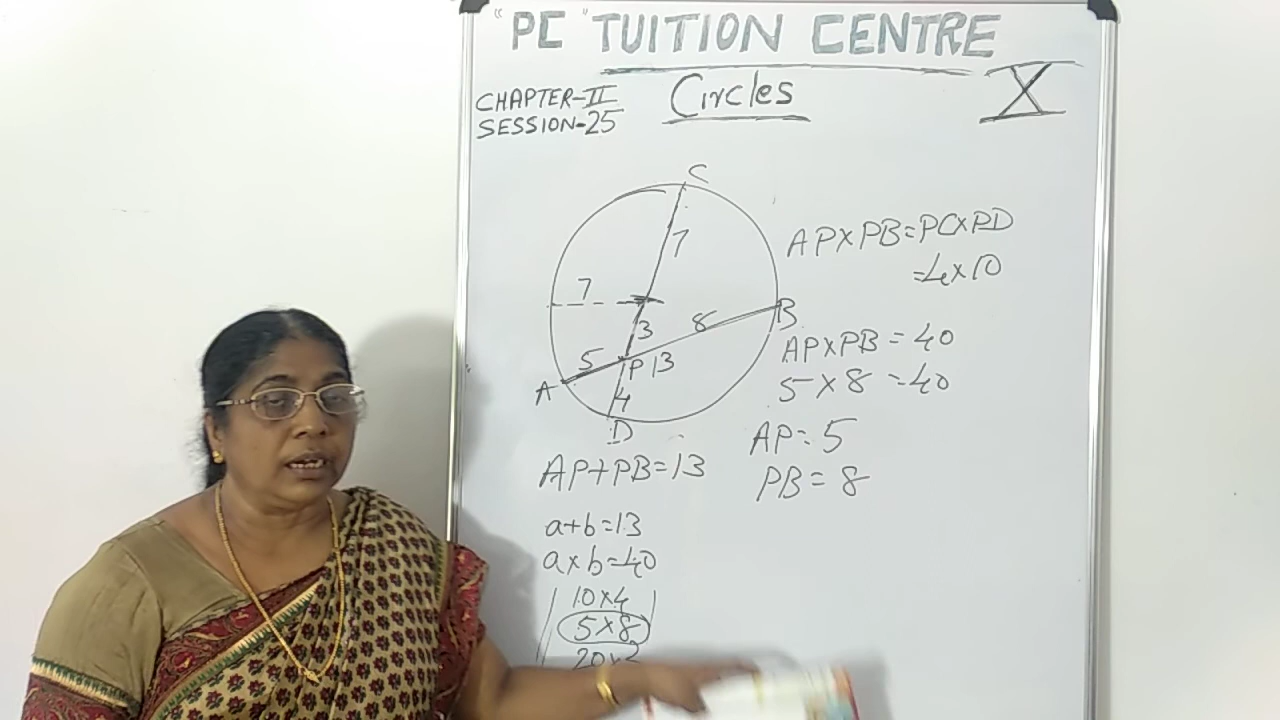 "PC" TUITION CENTRE
CHAPTER-II
SESSION-25
Circles
X
C
7
7
3
8
B
5
P 13
A
4
D
AP×PB=PC×PD
=4×10
AP×PB=40
5×8=40
AP=5
PB=8
AP+PB=13
a+b=13
a×b=40
10×4
5×8
20×2